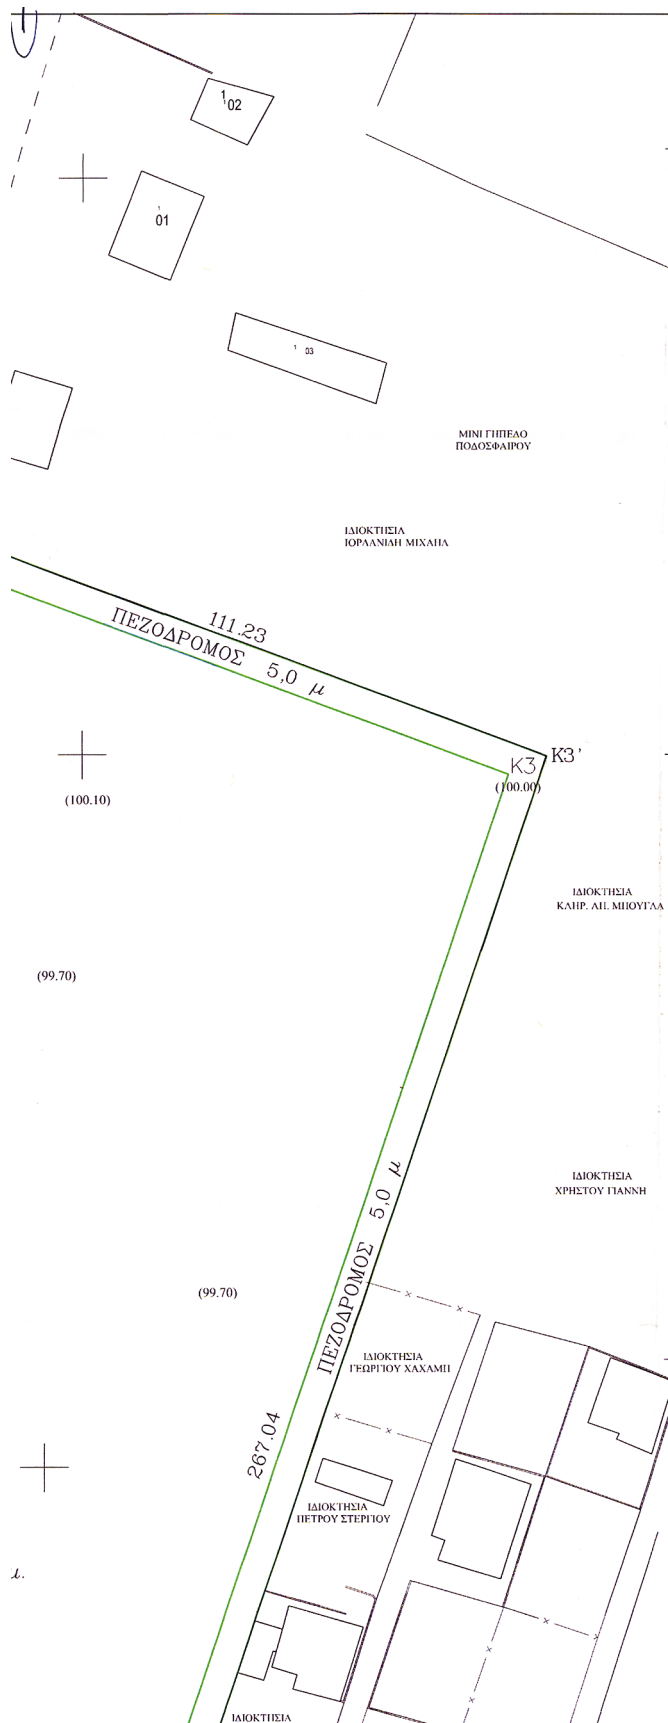 1
02
1
01
1 03
ΜΙΝΙ ΓΗΠΕΔΟ
ΠΟΔΟΣΦΑΙΡΟΥ
ΙΔΙΟΚΤΗΣΙΑ
ΙΟΡΔΑΝΙΔΗ ΜΙΧΑΗΛ
111.23
ΠΕΖΟΔΡΟΜΟΣ 5,0 μ
K3'
K3
(100.00)
(100.10)
ΙΔΙΟΚΤΗΣΙΑ
ΚΛΗΡ. ΑΠ. ΜΠΟΥΓΛΑ
(99.70)
ΙΔΙΟΚΤΗΣΙΑ
ΧΡΗΣΤΟΥ ΓΙΑΝΝΗ
ΠΕΖΟΔΡΟΜΟΣ 5,0 μ
(99.70)
ΙΔΙΟΚΤΗΣΙΑ
ΓΕΩΡΓΙΟΥ ΧΑΧΑΜΗ
267.04
ΙΔΙΟΚΤΗΣΙΑ
ΠΕΤΡΟΥ ΣΤΕΡΓΙΟΥ
μ.
ΙΔΙΟΚΤΗΣΙΑ